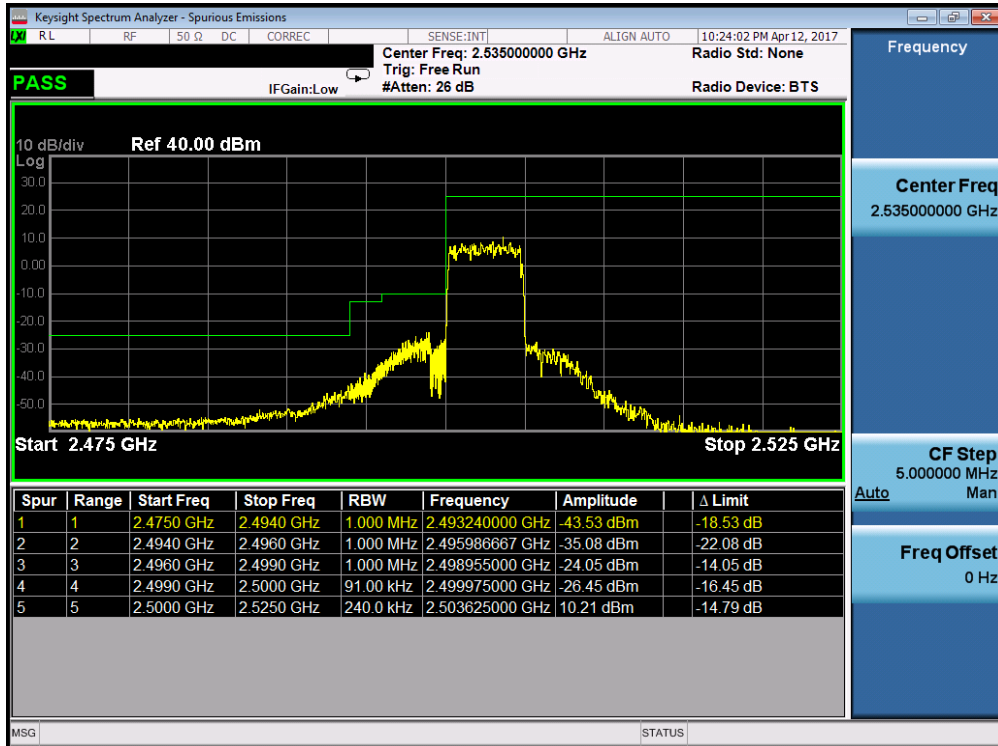 Keysight Spectrum Analyzer - Spurious Emissions
LXI RL RF 50 Ω DC CORREC SENSE:INT ALIGN AUTO 10:24:02 PM Apr 12, 2017
Center Freq: 2.535000000 GHz Radio Std: None
Trig: Free Run
PASS IFGain:Low #Atten: 26 dB Radio Device: BTS
10 dB/div Ref 40.00 dBm
Log
30.0
20.0
10.0
0.00
-10.0
-20.0
-30.0
-40.0
-50.0
Start 2.475 GHz Stop 2.525 GHz
Spur Range Start Freq Stop Freq RBW Frequency Amplitude Δ Limit
1 1 2.4750 GHz 2.4940 GHz 1.000 MHz 2.493240000 GHz -43.53 dBm -18.53 dB
2 2 2.4940 GHz 2.4960 GHz 1.000 MHz 2.495986667 GHz -35.08 dBm -22.08 dB
3 3 2.4960 GHz 2.4990 GHz 1.000 MHz 2.498955000 GHz -24.05 dBm -14.05 dB
4 4 2.4990 GHz 2.5000 GHz 91.00 kHz 2.499975000 GHz -26.45 dBm -16.45 dB
5 5 2.5000 GHz 2.5250 GHz 240.0 kHz 2.503625000 GHz 10.21 dBm -14.79 dB
MSG STATUS
Frequency
Center Freq
2.535000000 GHz
CF Step
5.000000 MHz
Auto Man
Freq Offset
0 Hz